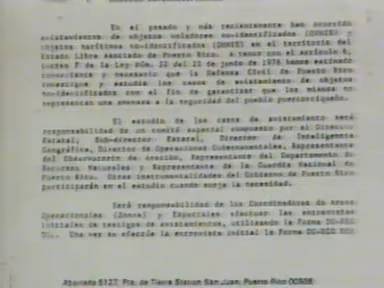 En el pasado y más recientemente han ocurrido
avistamientos de objetos voladores no-identificados (OVNIS) y
objetos marítimos no-identificados (OMNIS) en el territorio del
Estado Libre Asociado de Puerto Rico. A tenor con el Artículo 6,
inciso F de la Ley Núm. 22 del 23 de junio de 1976 hemos estimado
conveniente y necesario que la Defensa Civil de Puerto Rico
investigue y estudie los casos de avistamiento de objetos
no-identificados con el fin de garantizar que los mismos no
representan una amenaza a la seguridad del pueblo puertorriqueño.
El estudio de los casos de avistamiento será
responsabilidad de un comité especial compuesto por el Director
Estatal, Sub-director Estatal, Director de Inteligencia
Geográfica, Director de Operaciones Gubernamentales, Representante
del Observatorio de Arecibo, Representante del Departamento de
Recursos Naturales y Representante de la Guardia Nacional de
Puerto Rico. Otras instrumentalidades del Gobierno de Puerto Rico
participarán en el estudio cuando surja la necesidad.
Será responsabilidad de los Coordinadores de Areas
Operacionales (Zonas) y Especiales efectuar las entrevistas
iniciales de testigos de avistamientos, utilizando la Forma
Una vez se efectúe la entrevista inicial la Forma
Apartado 5127, Pta. de Tierra Station San Juan, Puerto Rico 00906